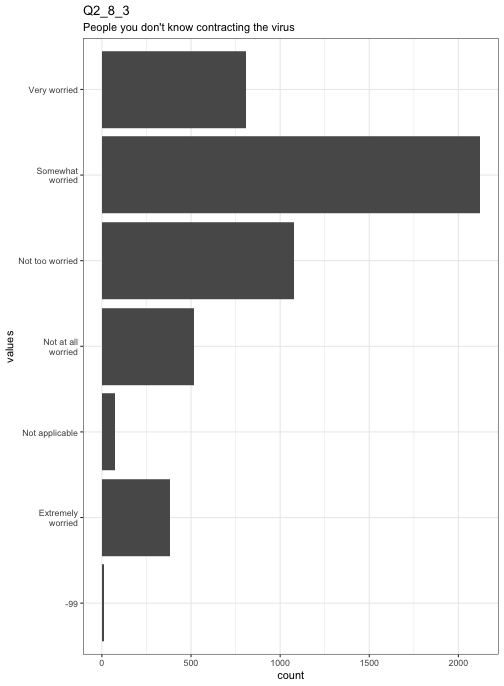 Q2_8_3
People you don't know contracting the virus
Very worried
Somewhat
worried
Not too worried
Not at all
worried
Not applicable
Extremely
worried
-99
values
0
500
1000
1500
2000
count